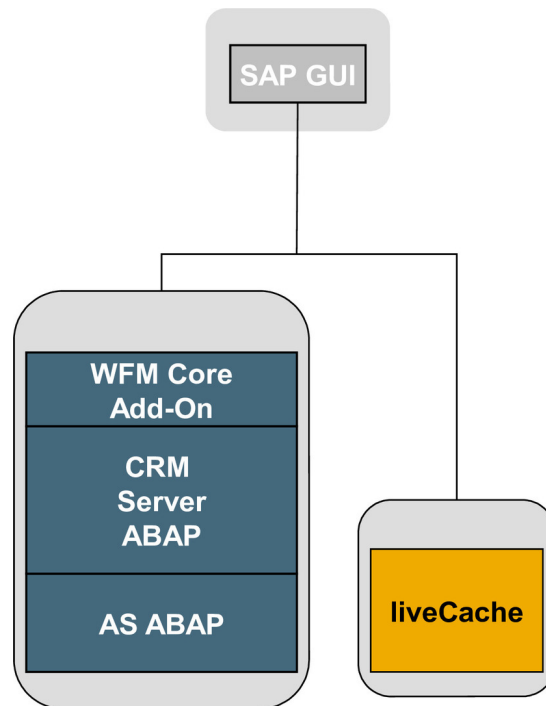 SAP GUI
WFM Core
Add-On
CRM
Server
ABAP
AS ABAP
liveCache